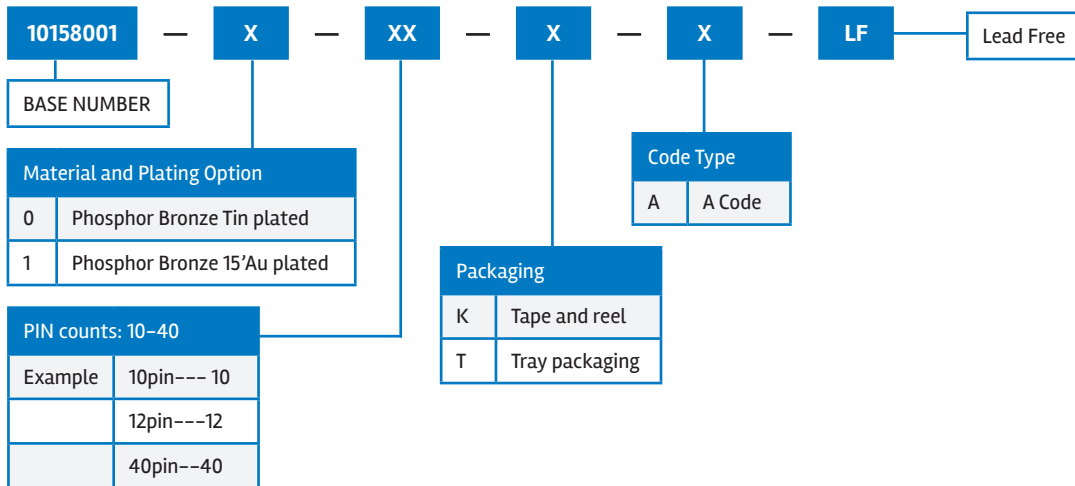 10158001 — X — XX — X — X — LF Lead Free
BASE NUMBER
Material and Plating Option
0 Phosphor Bronze Tin plated
1 Phosphor Bronze 15'Au plated
PIN counts: 10–40
Example 10pin--- 10
12pin---12
40pin--40
Packaging
K Tape and reel
T Tray packaging
Code Type
A A Code